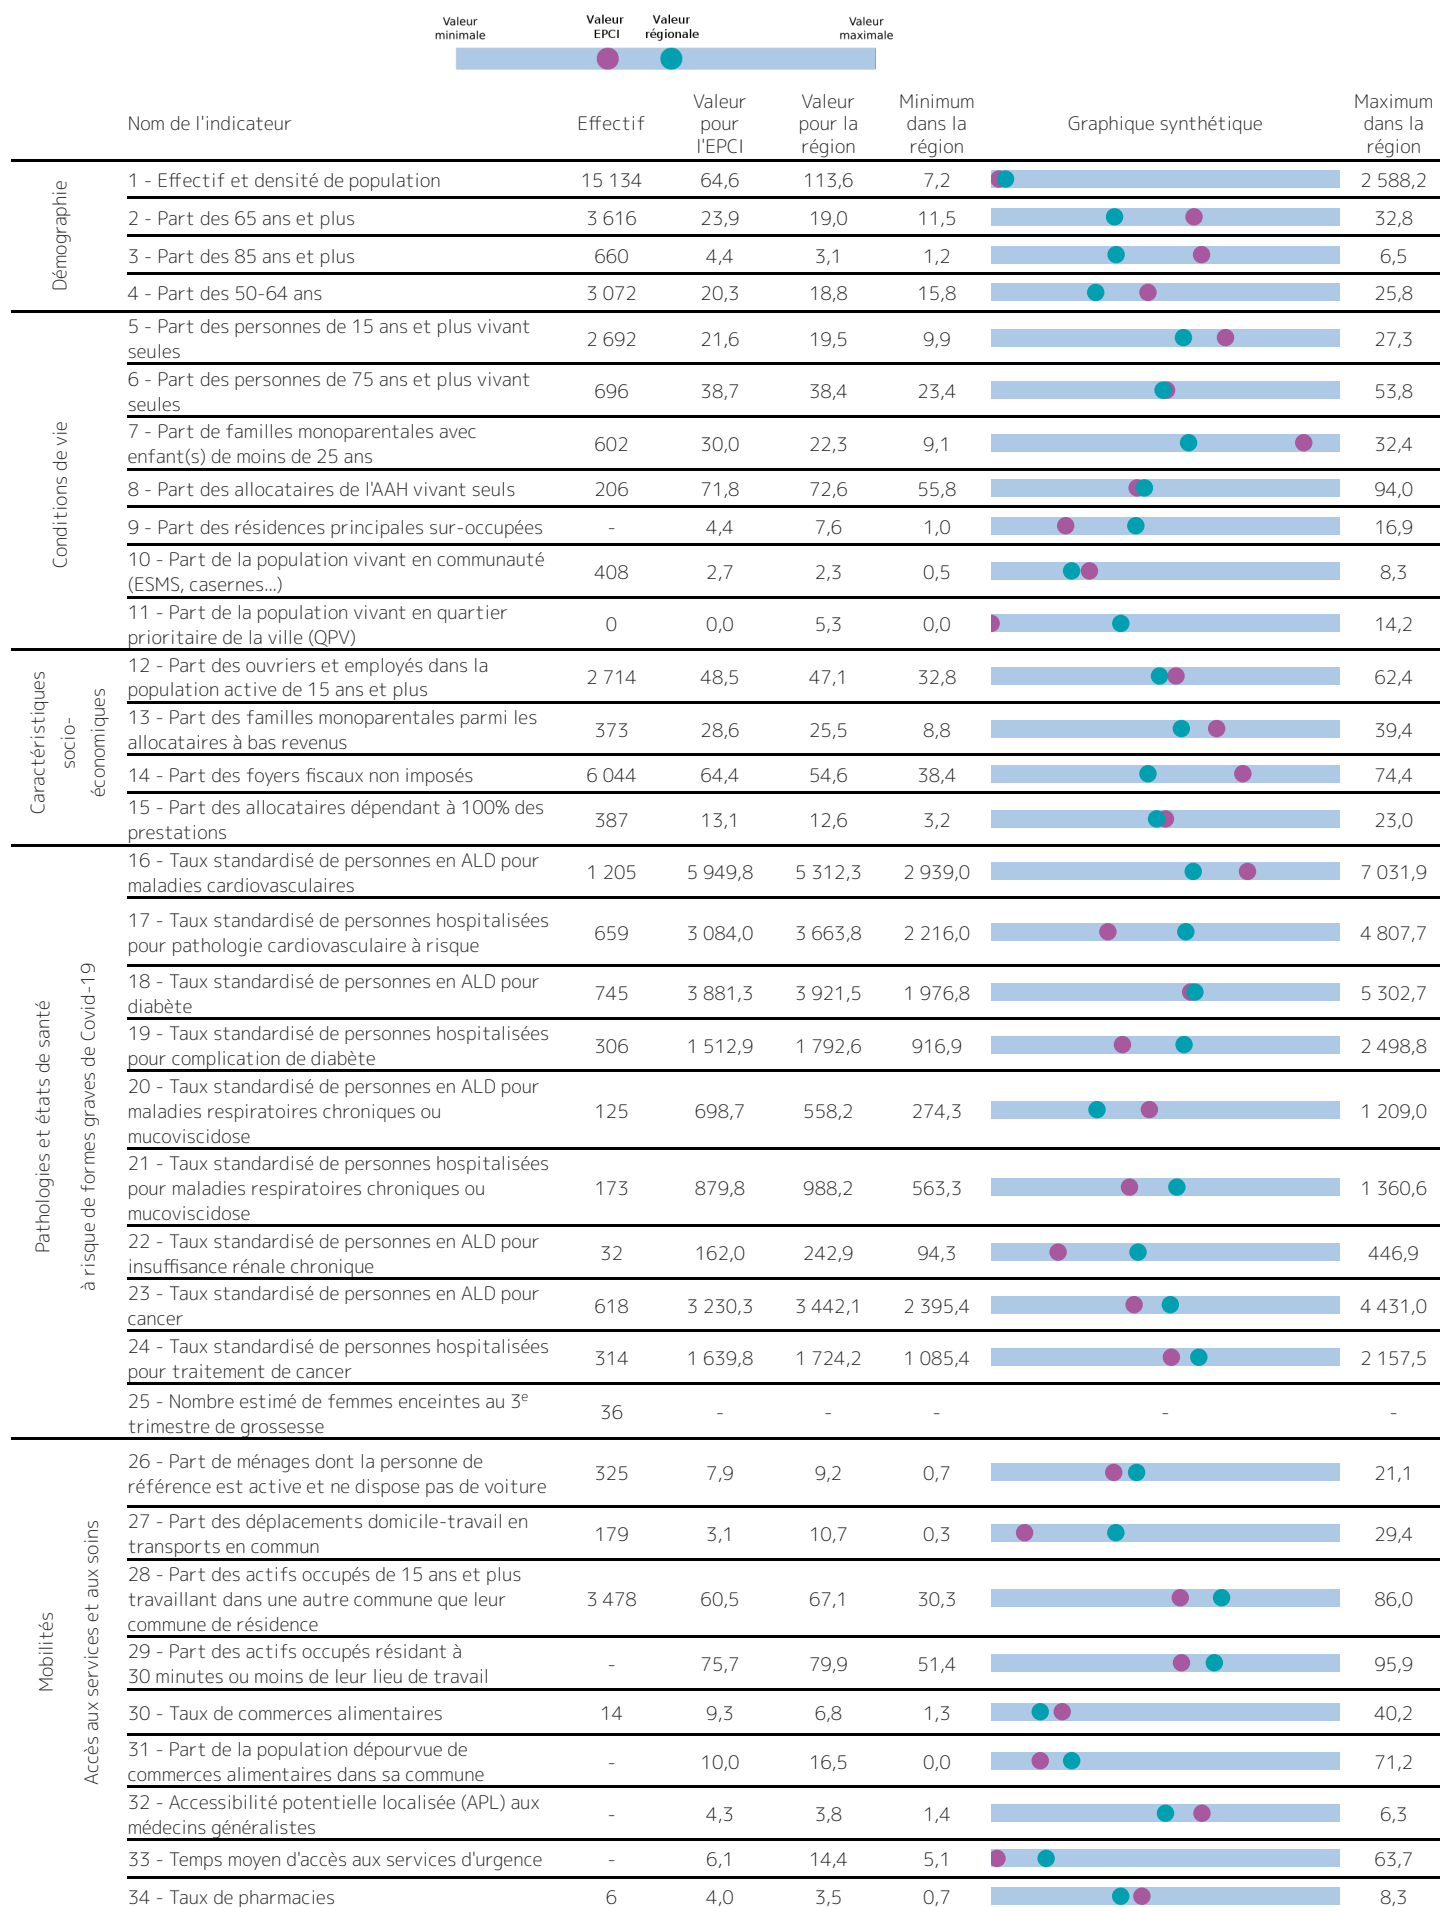 Valeur minimale
Valeur EPCI
Valeur régionale
Valeur maximale
Nom de l'indicateur
Effectif
Valeur pour l'EPCI
Valeur pour la région
Minimum dans la région
Graphique synthétique
Maximum dans la région
Démographie
1 - Effectif et densité de population 15 134 64,6 113,6 7,2 2 588,2
2 - Part des 65 ans et plus 3 616 23,9 19,0 11,5 32,8
3 - Part des 85 ans et plus 660 4,4 3,1 1,2 6,5
4 - Part des 50-64 ans 3 072 20,3 18,8 15,8 25,8
Conditions de vie
5 - Part des personnes de 15 ans et plus vivant
seules 2 692 21,6 19,5 9,9 27,3
6 - Part des personnes de 75 ans et plus vivant
seules 696 38,7 38,4 23,4 53,8
7 - Part de familles monoparentales avec
enfant(s) de moins de 25 ans 602 30,0 22,3 9,1 32,4
8 - Part des allocataires de l'AAH vivant seuls 206 71,8 72,6 55,8 94,0
9 - Part des résidences principales sur-occupées - 4,4 7,6 1,0 16,9
10 - Part de la population vivant en communauté
(ESMS, casernes...) 408 2,7 2,3 0,5 8,3
11 - Part de la population vivant en quartier
prioritaire de la ville (QPV) 0 0,0 5,3 0,0 14,2
Caractéristiques
socio-
économiques
12 - Part des ouvriers et employés dans la
population active de 15 ans et plus 2 714 48,5 47,1 32,8 62,4
13 - Part des familles monoparentales parmi les
allocataires à bas revenus 373 28,6 25,5 8,8 39,4
14 - Part des foyers fiscaux non imposés 6 044 64,4 54,6 38,4 74,4
15 - Part des allocataires dépendant à 100% des
prestations 387 13,1 12,6 3,2 23,0
Pathologies et états de santé
à risque de formes graves de Covid-19
16 - Taux standardisé de personnes en ALD pour
maladies cardiovasculaires 1 205 5 949,8 5 312,3 2 939,0 7 031,9
17 - Taux standardisé de personnes hospitalisées
pour pathologie cardiovasculaire à risque 659 3 084,0 3 663,8 2 216,0 4 807,7
18 - Taux standardisé de personnes en ALD pour
diabète 745 3 881,3 3 921,5 1 976,8 5 302,7
19 - Taux standardisé de personnes hospitalisées
pour complication de diabète 306 1 512,9 1 792,6 916,9 2 498,8
20 - Taux standardisé de personnes en ALD pour
maladies respiratoires chroniques ou
mucoviscidose 125 698,7 558,2 274,3 1 209,0
21 - Taux standardisé de personnes hospitalisées
pour maladies respiratoires chroniques ou
mucoviscidose 173 879,8 988,2 563,3 1 360,6
22 - Taux standardisé de personnes en ALD pour
insuffisance rénale chronique 32 162,0 242,9 94,3 446,9
23 - Taux standardisé de personnes en ALD pour
cancer 618 3 230,3 3 442,1 2 395,4 4 431,0
24 - Taux standardisé de personnes hospitalisées
pour traitement de cancer 314 1 639,8 1 724,2 1 085,4 2 157,5
25 - Nombre estimé de femmes enceintes au 3e
trimestre de grossesse 36 - - - - -
Mobilités
Accès aux services et aux soins
26 - Part de ménages dont la personne de
référence est active et ne dispose pas de voiture 325 7,9 9,2 0,7 21,1
27 - Part des déplacements domicile-travail en
transports en commun 179 3,1 10,7 0,3 29,4
28 - Part des actifs occupés de 15 ans et plus
travaillant dans une autre commune que leur
commune de résidence 3 478 60,5 67,1 30,3 86,0
29 - Part des actifs occupés résidant à
30 minutes ou moins de leur lieu de travail - 75,7 79,9 51,4 95,9
30 - Taux de commerces alimentaires 14 9,3 6,8 1,3 40,2
31 - Part de la population dépourvue de
commerces alimentaires dans sa commune - 10,0 16,5 0,0 71,2
32 - Accessibilité potentielle localisée (APL) aux
médecins généralistes - 4,3 3,8 1,4 6,3
33 - Temps moyen d'accès aux services d'urgence - 6,1 14,4 5,1 63,7
34 - Taux de pharmacies 6 4,0 3,5 0,7 8,3